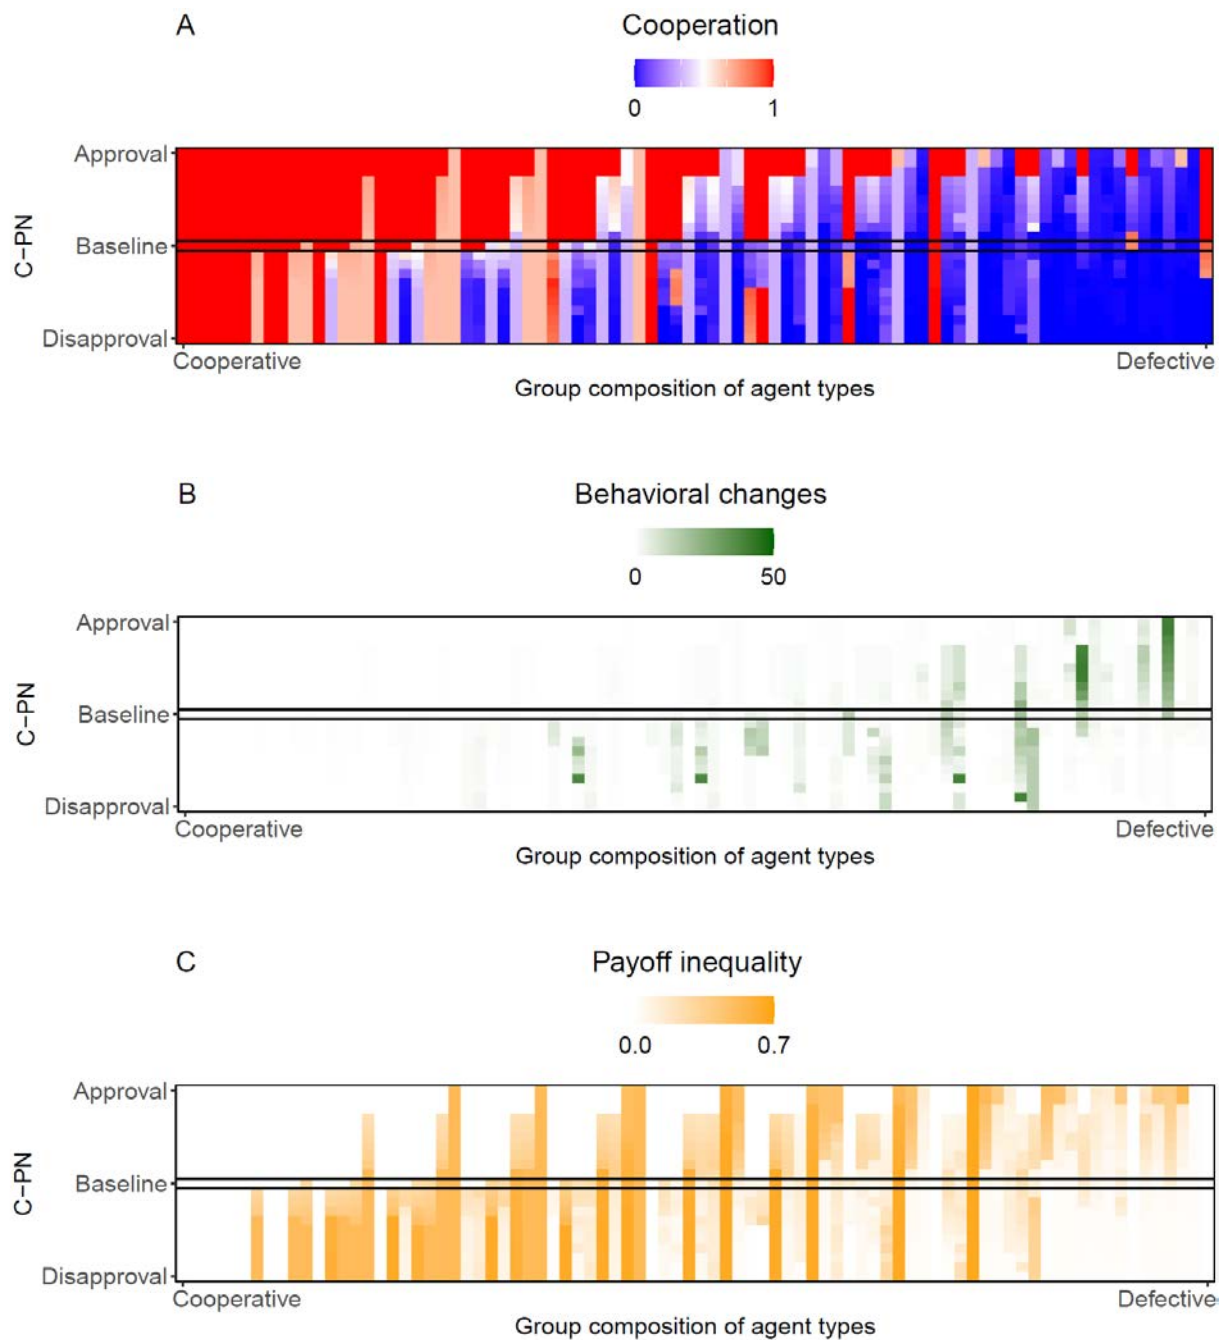 A
Cooperation
0 1
Approval
Baseline
Disapproval
C−PN
Cooperative Defective
Group composition of agent types
B
Behavioral changes
0 50
Approval
Baseline
Disapproval
C−PN
Cooperative Defective
Group composition of agent types
C
Payoff inequality
0.0 0.7
Approval
Baseline
Disapproval
C−PN
Cooperative Defective
Group composition of agent types